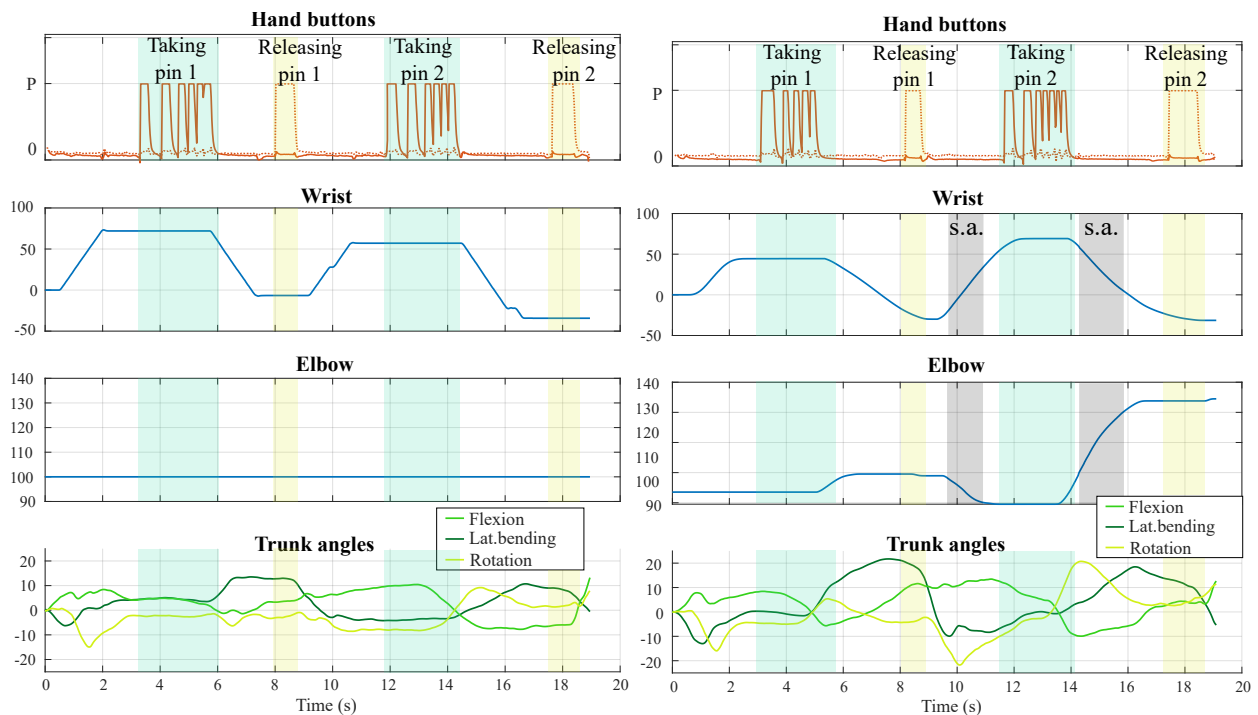 Hand buttons
Taking pin 1
Releasing pin 1
Taking pin 2
Releasing pin 2
P
0
Wrist
100
50
0
-50
Elbow
140
130
120
110
100
90
Flexion
Lat.bending
Rotation
Trunk angles
20
10
0
-10
-20
0 2 4 6 8 10 12 14 16 18 20
Time (s)
Hand buttons
Taking pin 1
Releasing pin 1
Taking pin 2
Releasing pin 2
P
0
Wrist
s.a.
s.a.
100
50
0
-50
Elbow
140
130
120
110
100
90
Flexion
Lat.bending
Rotation
Trunk angles
20
10
0
-10
-20
0 2 4 6 8 10 12 14 16 18 20
Time (s)